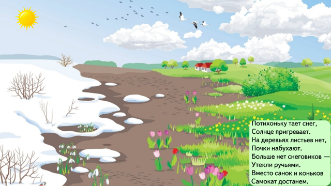 Потихоньку тает снег,
Солнце пригревает.
На деревьях листьев нет,
Почки набухают.
Больше нет снеговиков —
Утекли ручьями.
Вместо санок и коньков
Самокат достанем.